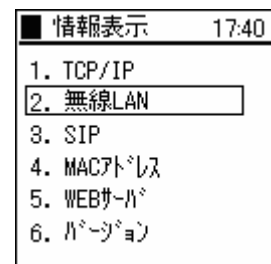 ■ 情報表示 17:40
1. TCP/IP
2. 無線LAN
3. SIP
4. MACｱﾄﾞﾚｽ
5. WEBｻｰﾊﾞ
6. ﾊﾞｰｼﾞｮﾝ